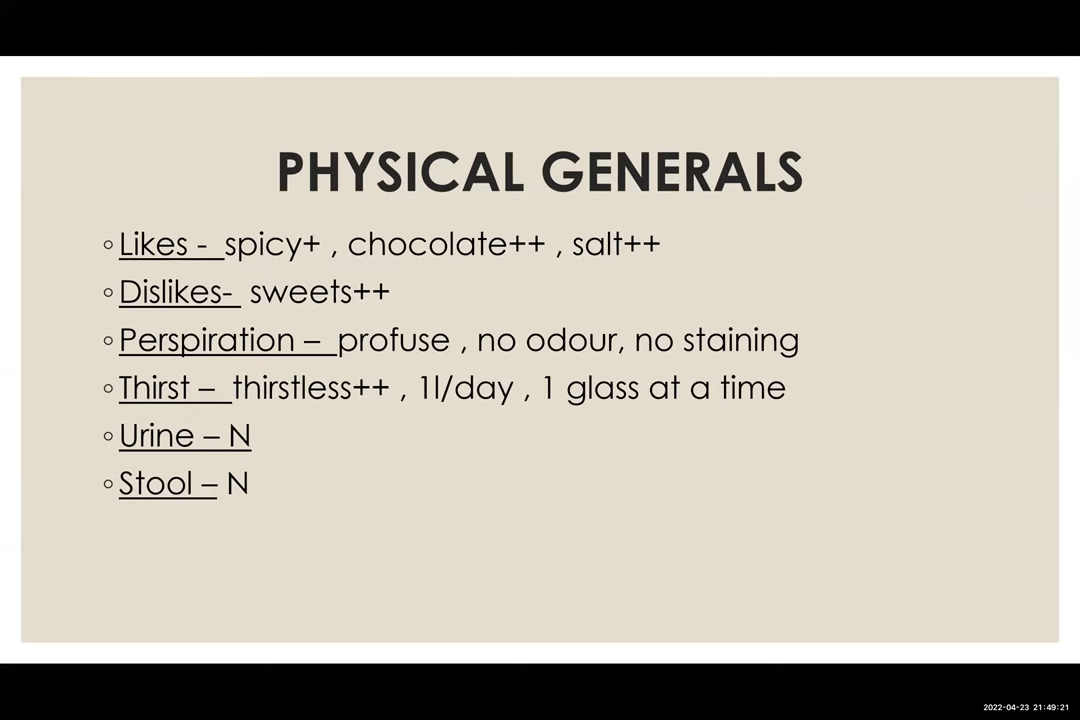 PHYSICAL GENERALS
◦Likes - spicy+ , chocolate++ , salt++
◦Dislikes- sweets++
◦Perspiration – profuse , no odour, no staining
◦Thirst – thirstless++ , 1l/day , 1 glass at a time
◦Urine – N
◦Stool – N
2022-04-23 21:49:21